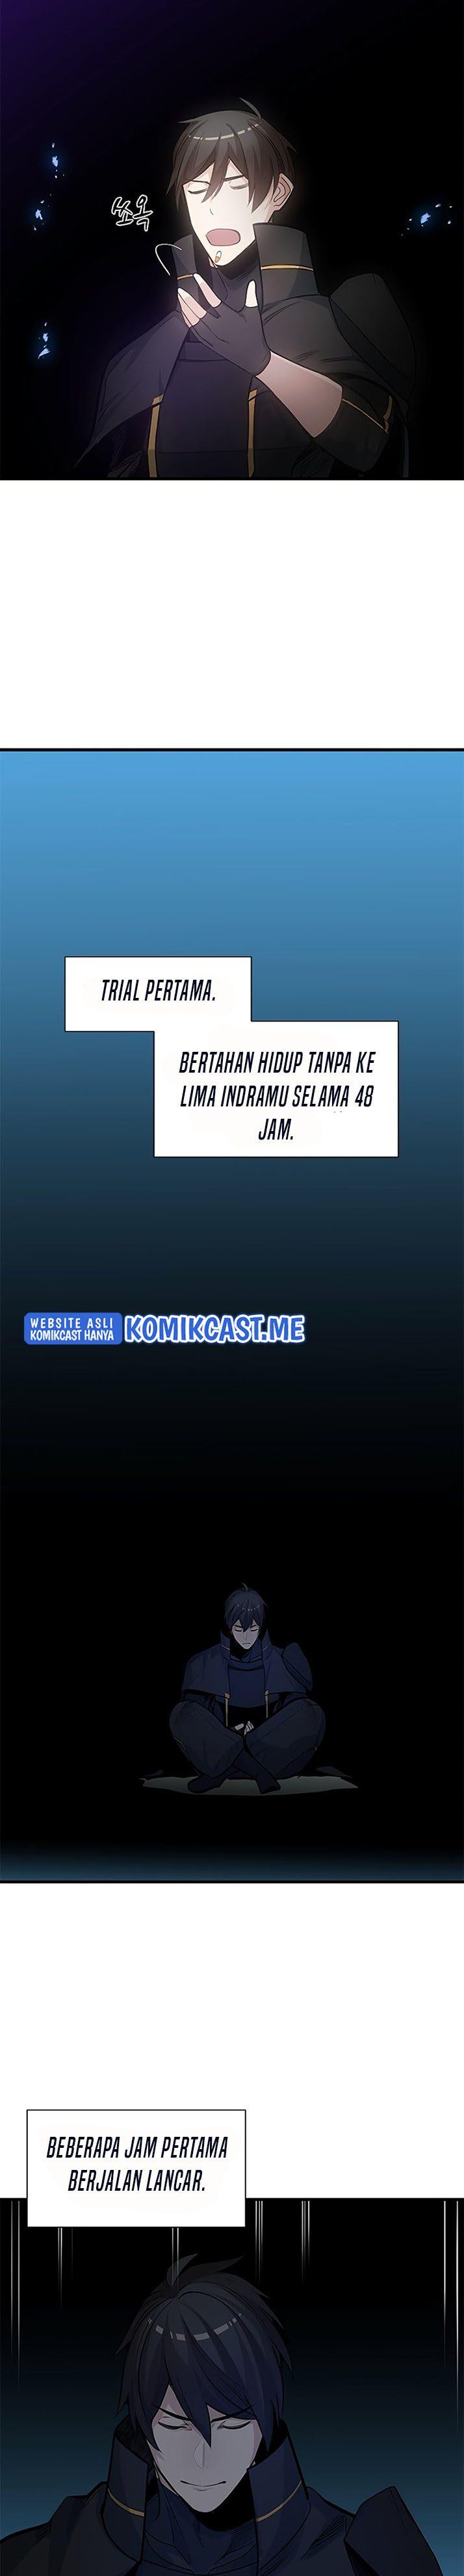 쪼옥
TRIAL PERTAMA.
BERTAHAN HIDUP TANPA KE
LIMA INDRAMU SELAMA 48
JAM.
WEBSITE ASLI
KOMIKCAST HANYA
KOMIKCAST.ME
BEBERAPA JAM PERTAMA
BERJALAN LANCAR.